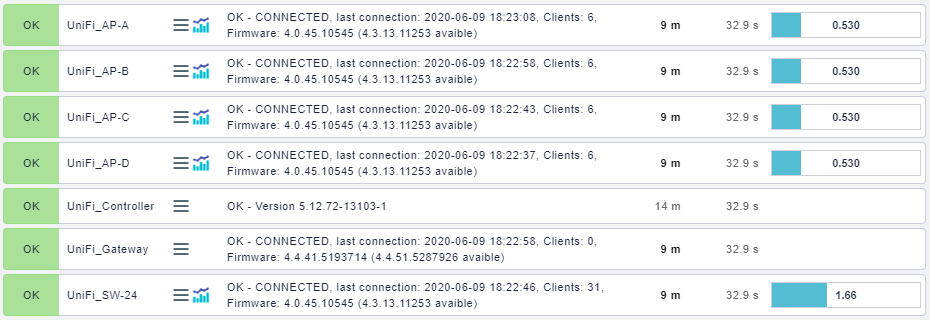 OK UniFi_AP-A OK - CONNECTED, last connection: 2020-06-09 18:23:08, Clients: 6, 9 m 32.9 s 0.530
Firmware: 4.0.45.10545 (4.3.13.11253 avaible)
OK UniFi_AP-B OK - CONNECTED, last connection: 2020-06-09 18:22:58, Clients: 6, 9 m 32.9 s 0.530
Firmware: 4.0.45.10545 (4.3.13.11253 avaible)
OK UniFi_AP-C OK - CONNECTED, last connection: 2020-06-09 18:22:43, Clients: 6, 9 m 32.9 s 0.530
Firmware: 4.0.45.10545 (4.3.13.11253 avaible)
OK UniFi_AP-D OK - CONNECTED, last connection: 2020-06-09 18:22:37, Clients: 6, 9 m 32.9 s 0.530
Firmware: 4.0.45.10545 (4.3.13.11253 avaible)
OK UniFi_Controller OK - Version 5.12.72-13103-1 14 m 32.9 s
OK UniFi_Gateway OK - CONNECTED, last connection: 2020-06-09 18:22:58, Clients: 0, 9 m 32.9 s
Firmware: 4.4.41.5193714 (4.4.51.5287926 avaible)
OK UniFi_SW-24 OK - CONNECTED, last connection: 2020-06-09 18:22:46, Clients: 31, 9 m 32.9 s 1.66
Firmware: 4.0.45.10545 (4.3.13.11253 avaible)